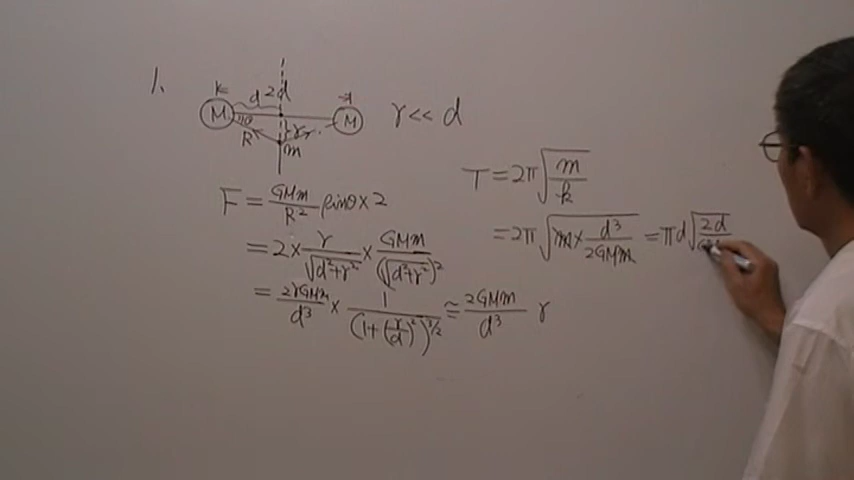 1.
2d
d
M
M
θ
R
r
m
r << d
F = GMm/R² sinθ × 2
= 2 × r/√(d²+r²) × GMm/(√(d²+r²))²
= 2rGMm/d³ × 1/(1+(r/d)²)^3/2 ≅ 2GMm/d³ r
T = 2π√(m/k)
= 2π√(m × d³/2GMm) = πd√(2d/GM)